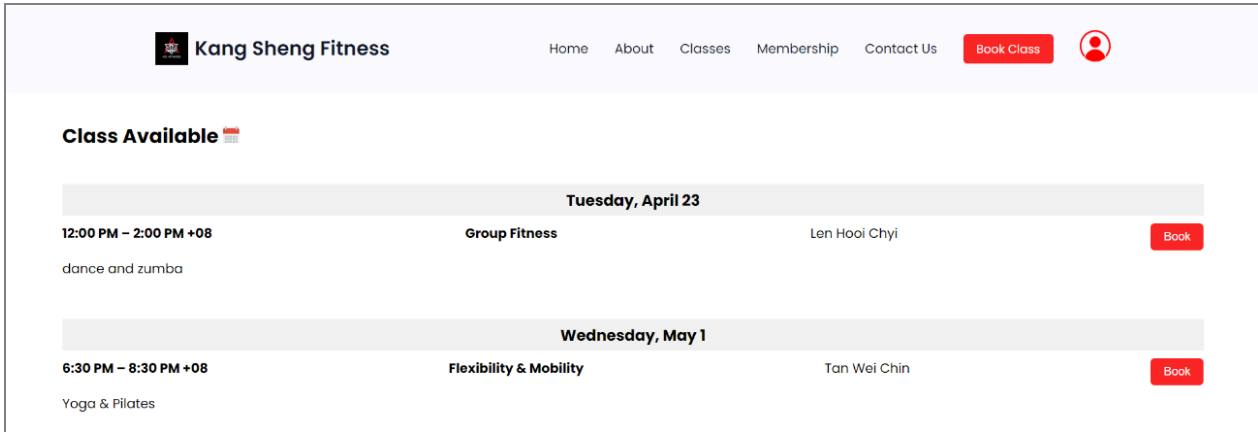 Kang Sheng Fitness Home About Classes Membership Contact Us Book Class
Class Available
Tuesday, April 23
12:00 PM – 2:00 PM +08 Group Fitness Len Hooi Chyi Book
dance and zumba
Wednesday, May 1
6:30 PM – 8:30 PM +08 Flexibility & Mobility Tan Wei Chin Book
Yoga & Pilates